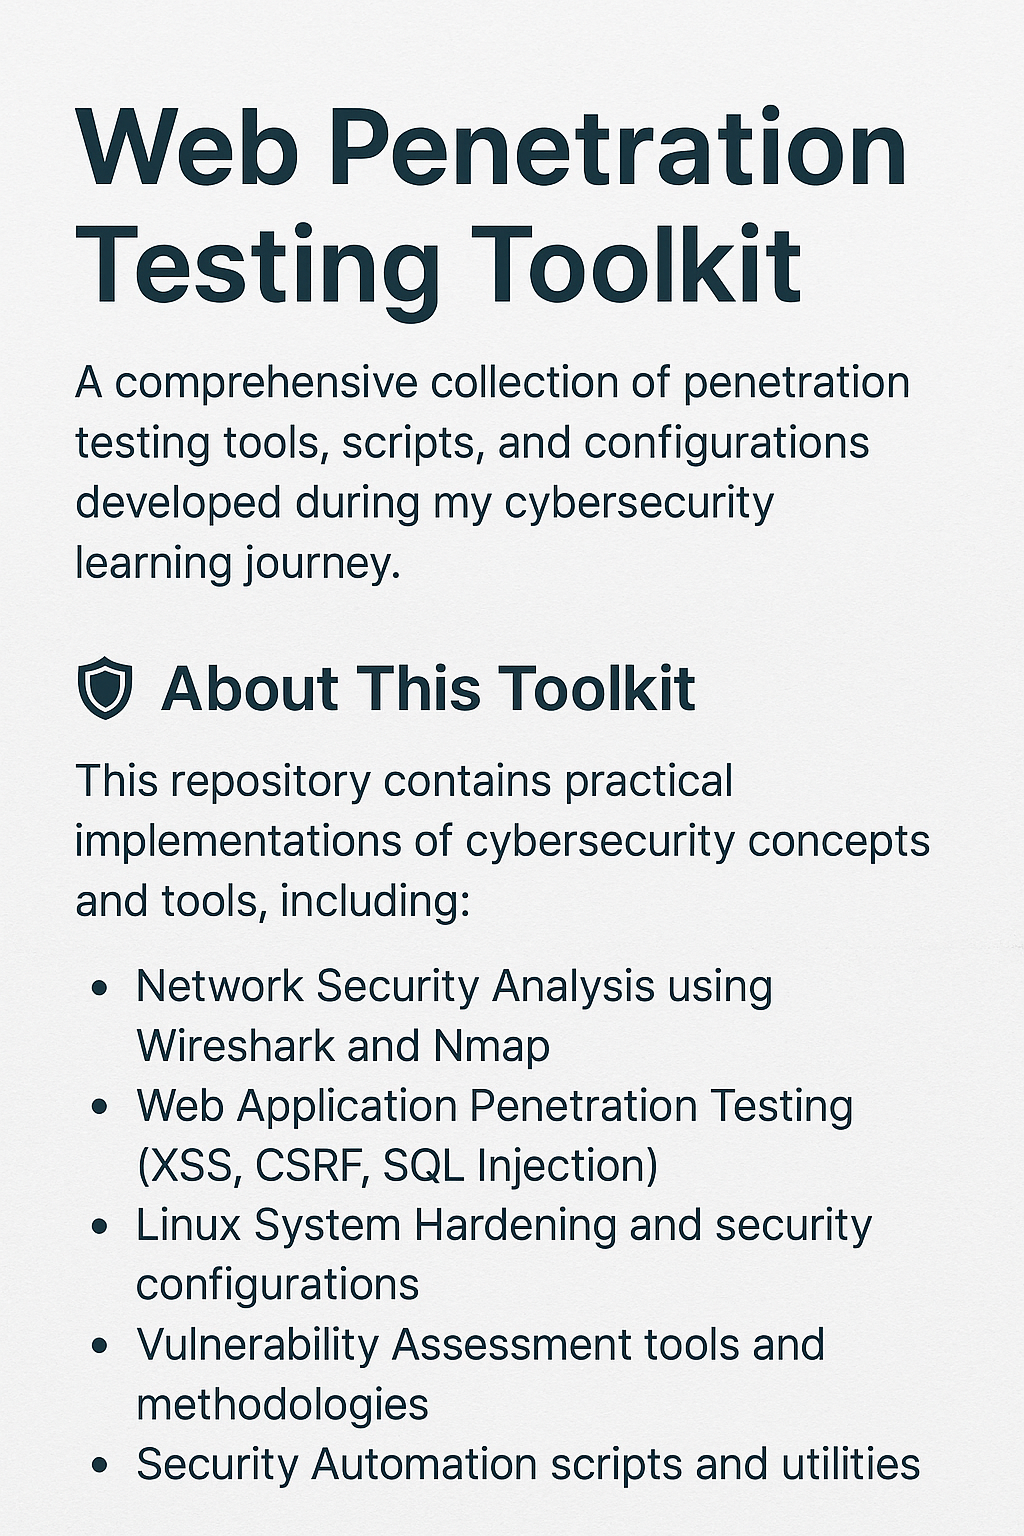 Web Penetration
Testing Toolkit
A comprehensive collection of penetration
testing tools, scripts, and configurations
developed during my cybersecurity
learning journey.
About This Toolkit
This repository contains practical
implementations of cybersecurity concepts
and tools, including:
• Network Security Analysis using
Wireshark and Nmap
• Web Application Penetration Testing
(XSS, CSRF, SQL Injection)
• Linux System Hardening and security
configurations
• Vulnerability Assessment tools and
methodologies
• Security Automation scripts and utilities